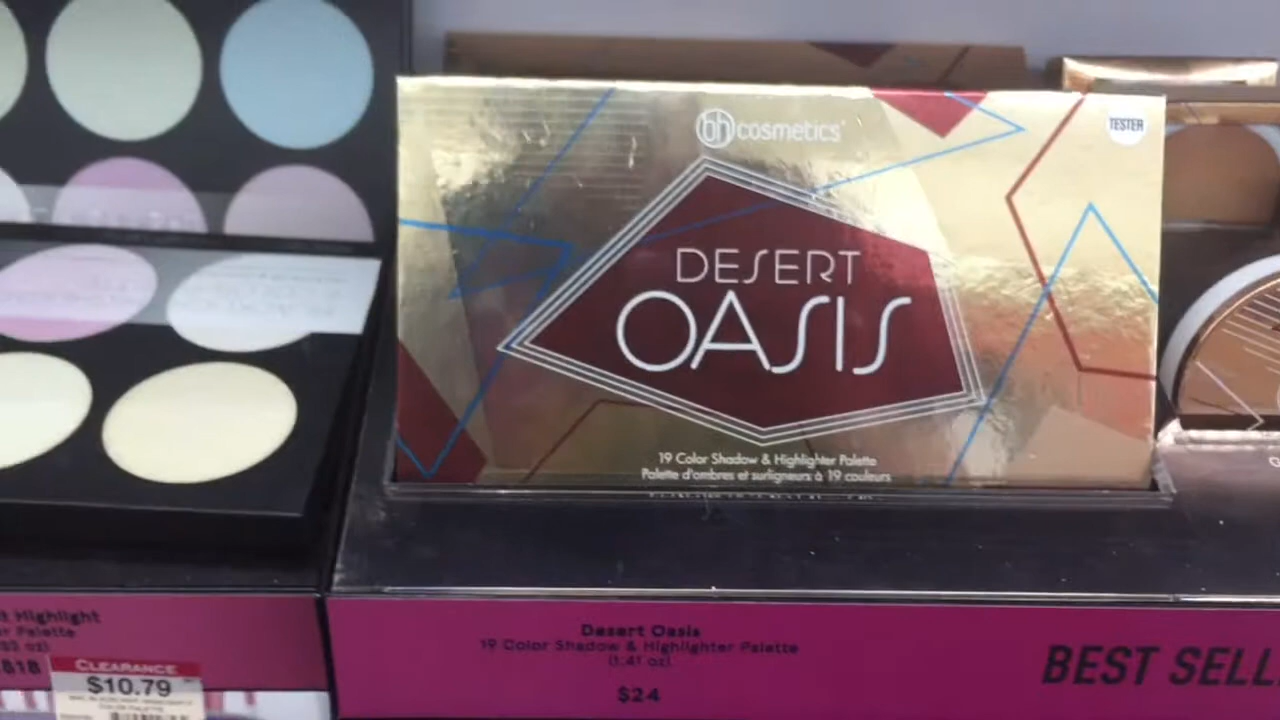 bh cosmetics
TESTER
DESERT
OASIS
19 Color Shadow & Highlighter Palette
Palette d'ombres et surligneurs à 19 couleurs
Highlight
Palette
Desert Oasis
19 Color Shadow & Highlighter Palette
(1.41 oz)
$24
BEST SELL
CLEARANCE
$10.79